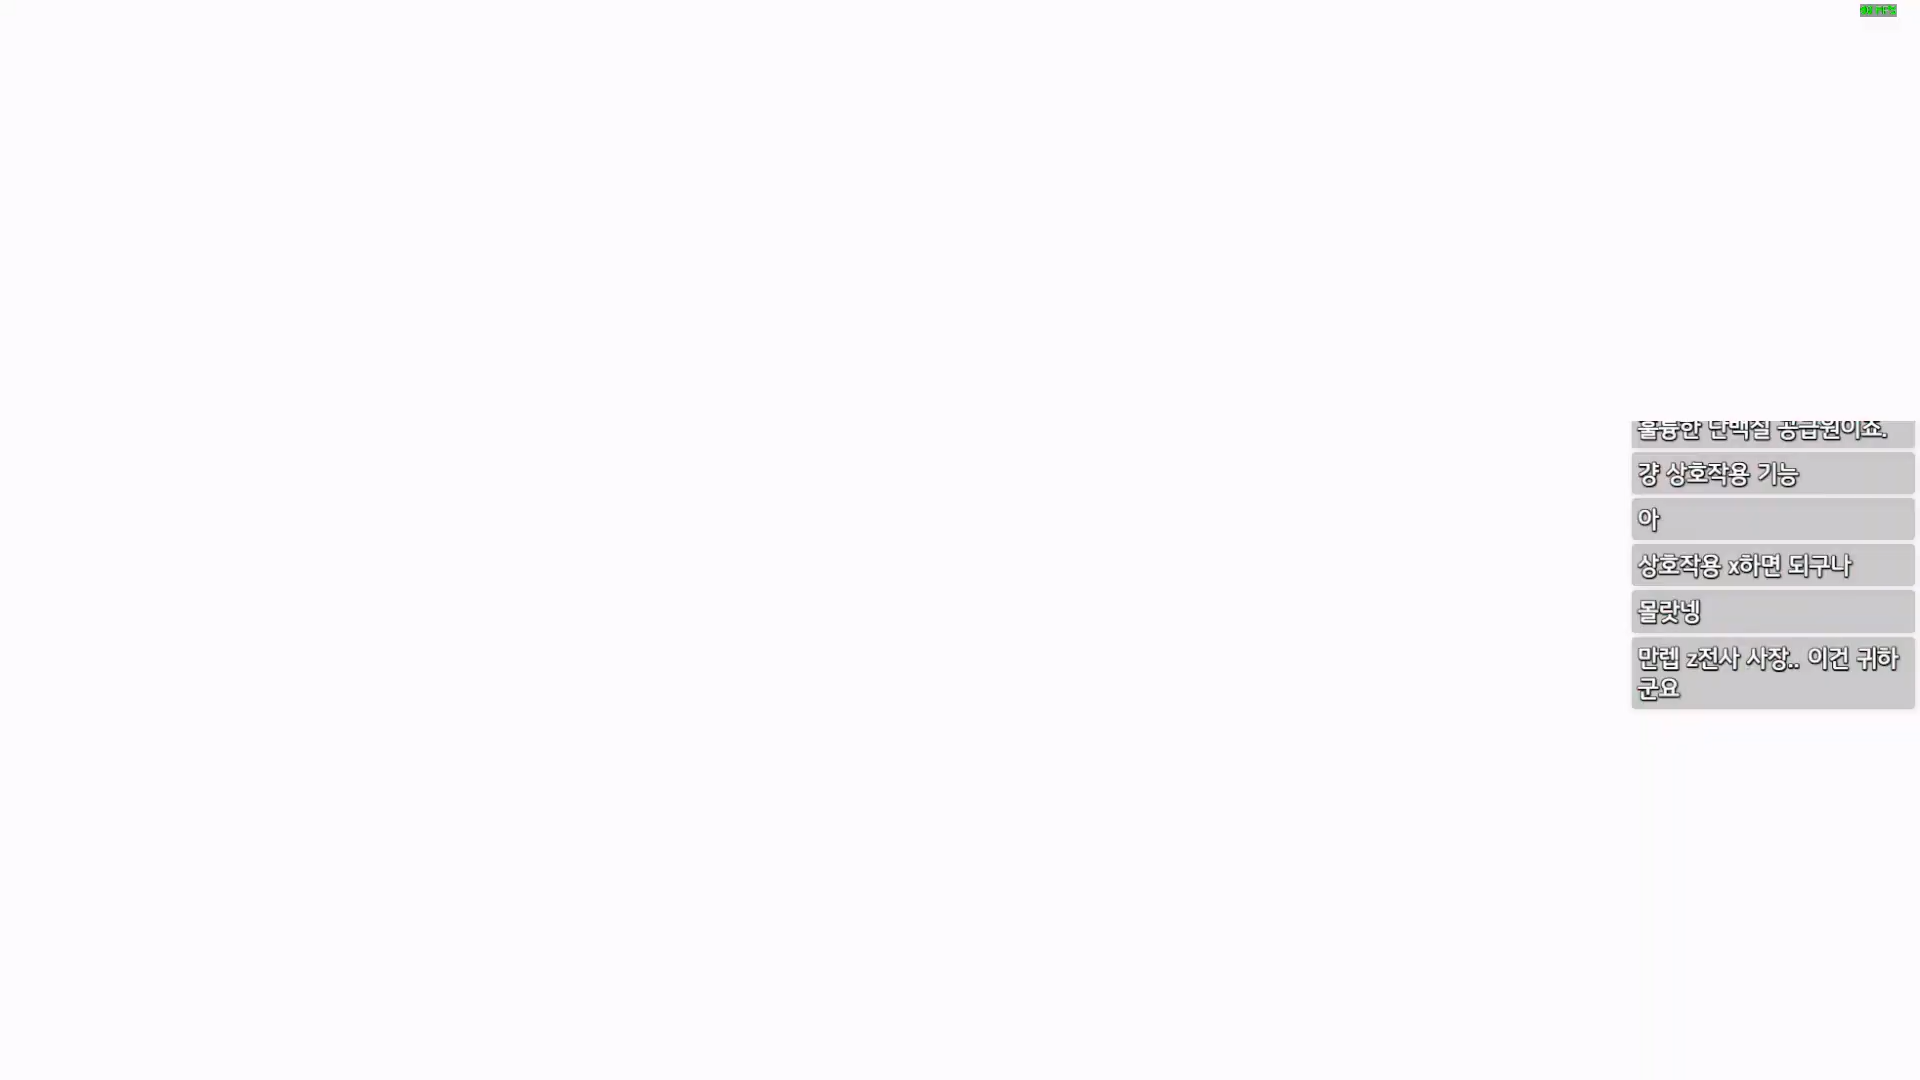 훌륭한 단백질 공급원이죠.
걍 상호작용 기능
아
상호작용 x하면 되구나
몰랏넹
만렙 z전사 사장.. 이건 귀하
군요